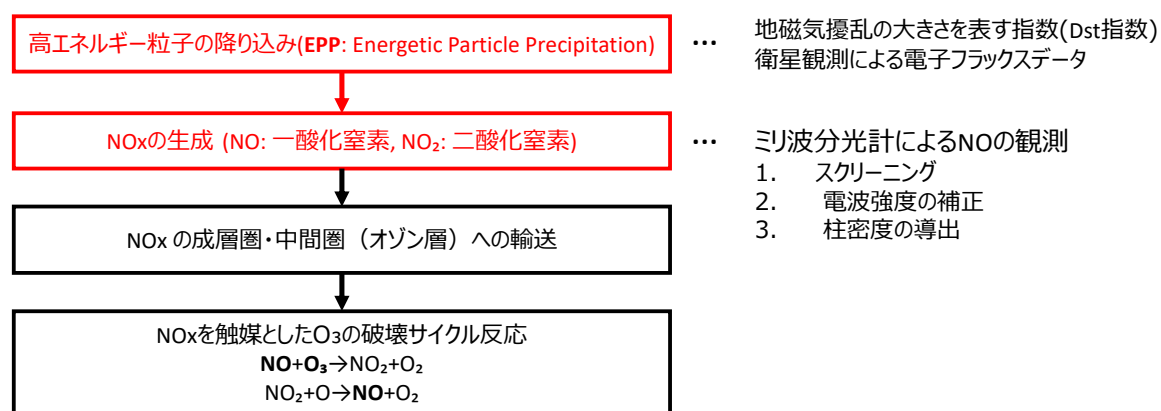 高エネルギー粒子の降り込み(EPP: Energetic Particle Precipitation)
… 地磁気擾乱の大きさを表す指数(Dst指数)
衛星観測による電子フラックスデータ
NOxの生成 (NO: 一酸化窒素, NO₂: 二酸化窒素)
… ミリ波分光計によるNOの観測
1. スクリーニング
2. 電波強度の補正
3. 柱密度の導出
NOx の成層圏・中間圏（オゾン層）への輸送
NOxを触媒としたO₃の破壊サイクル反応
NO+O₃→NO₂+O₂
NO₂+O→NO+O₂